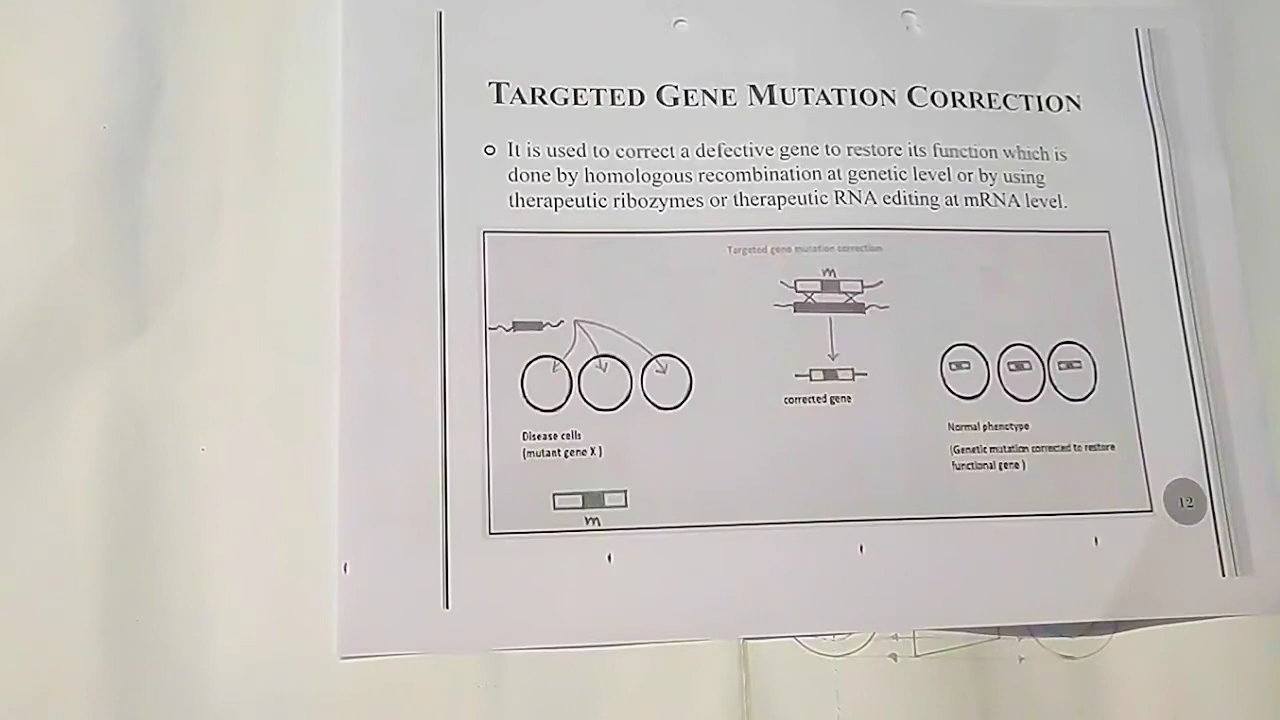 TARGETED GENE MUTATION CORRECTION
o It is used to correct a defective gene to restore its function which is
done by homologous recombination at genetic level or by using
therapeutic ribozymes or therapeutic RNA editing at mRNA level.
Targeted gene mutation correction
m
corrected gene
Disease cells
(mutant gene X)
m
Normal phenotype
(Genetic mutation corrected to restore
functional gene)
12